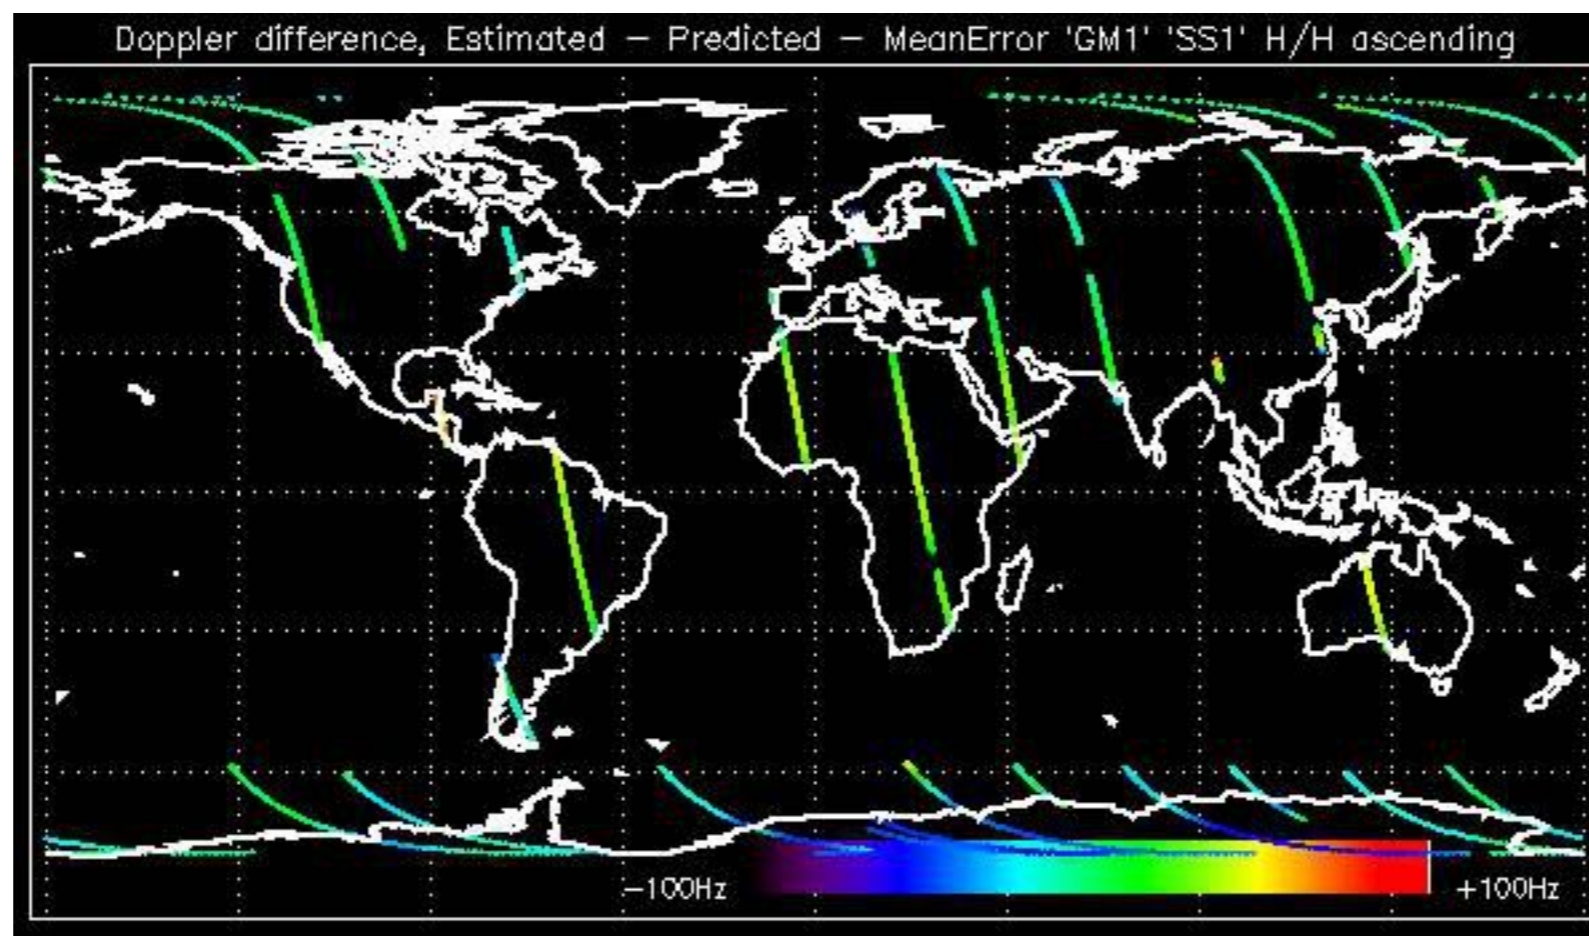 Doppler difference, Estimated – Predicted – MeanError 'GM1' 'SS1' H/H ascending
–100Hz
+100Hz